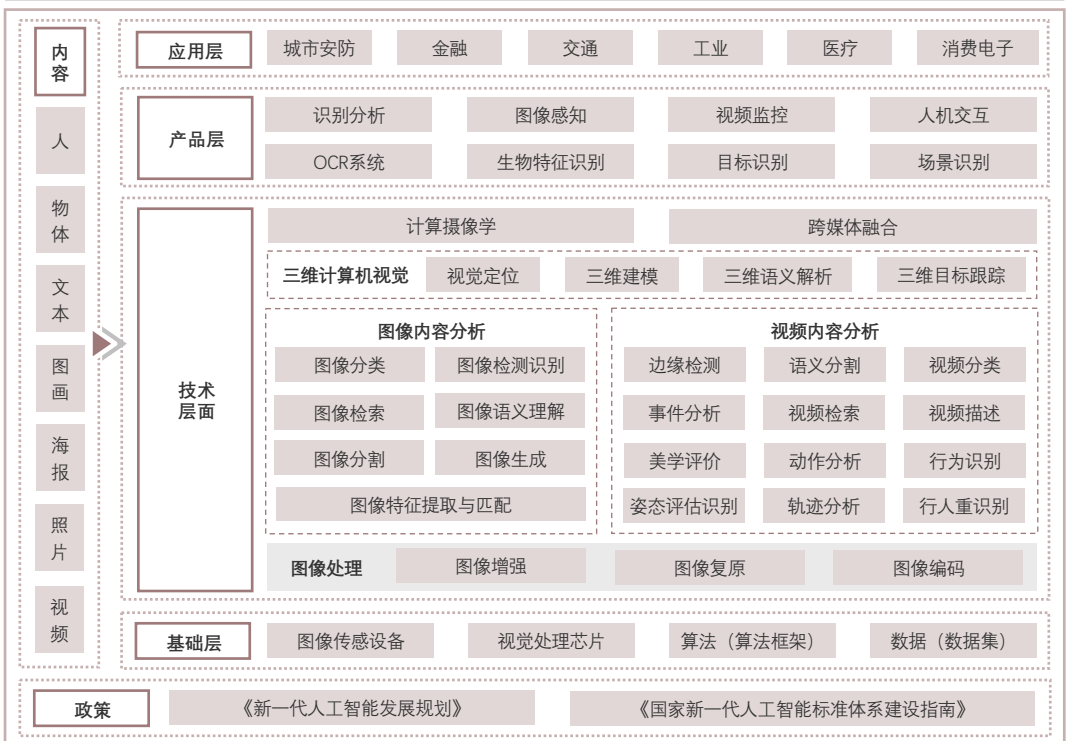 内
容
人
物
体
文
本
图
画
海
报
照
片
视
频
应用层
城市安防
金融
交通
工业
医疗
消费电子
产品层
识别分析
图像感知
视频监控
人机交互
OCR系统
生物特征识别
目标识别
场景识别
技术
层面
计算摄像学
跨媒体融合
三维计算机视觉
视觉定位
三维建模
三维语义解析
三维目标跟踪
图像内容分析
图像分类
图像检测识别
图像检索
图像语义理解
图像分割
图像生成
图像特征提取与匹配
视频内容分析
边缘检测
语义分割
视频分类
事件分析
视频检索
视频描述
美学评价
动作分析
行为识别
姿态评估识别
轨迹分析
行人重识别
图像处理
图像增强
图像复原
图像编码
基础层
图像传感设备
视觉处理芯片
算法（算法框架）
数据（数据集）
政策
《新一代人工智能发展规划》
《国家新一代人工智能标准体系建设指南》